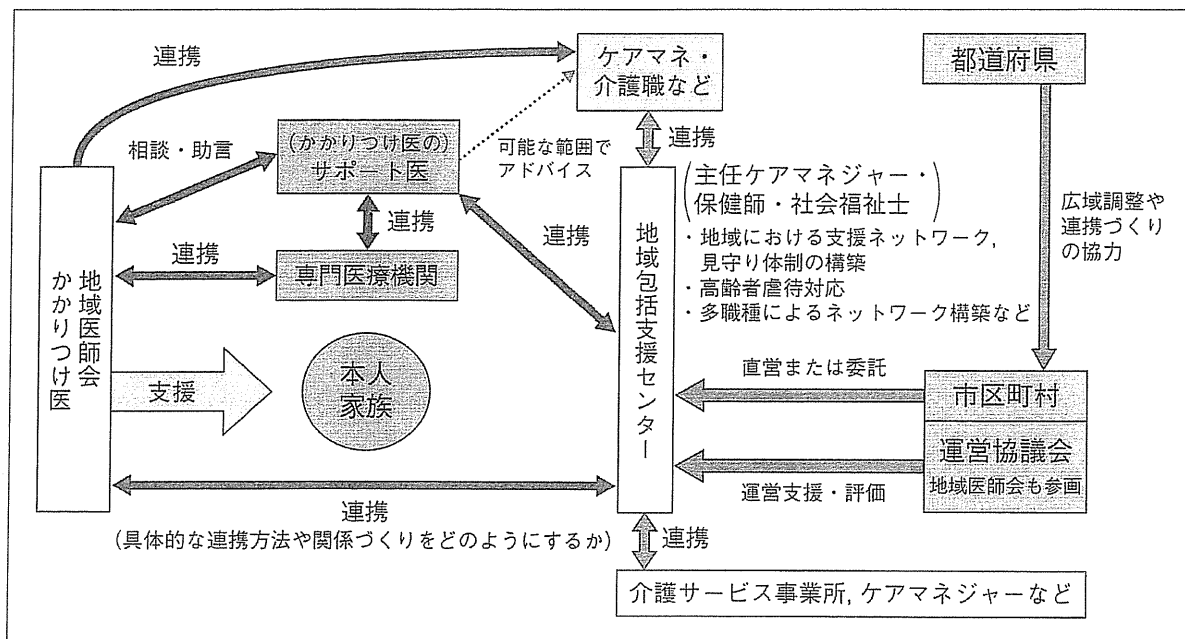 連携
ケアマネ・
介護職など
都道府県
相談・助言
(かかりつけ医の)
サポート医
可能な範囲で
アドバイス
連携
(主任ケアマネジャー・
保健師・社会福祉士)
広域調整や
連携づくり
の協力
連携
連携
・地域における支援ネットワーク,
見守り体制の構築
・高齢者虐待対応
・多職種によるネットワーク構築など
連携
専門医療機関
地域医師会
かかりつけ医
地域包括支援センター
支援
本人
家族
直営または委託
市区町村
運営協議会
地域医師会も参画
運営支援・評価
連携
(具体的な連携方法や関係づくりをどのようにするか)
連携
介護サービス事業所, ケアマネジャーなど